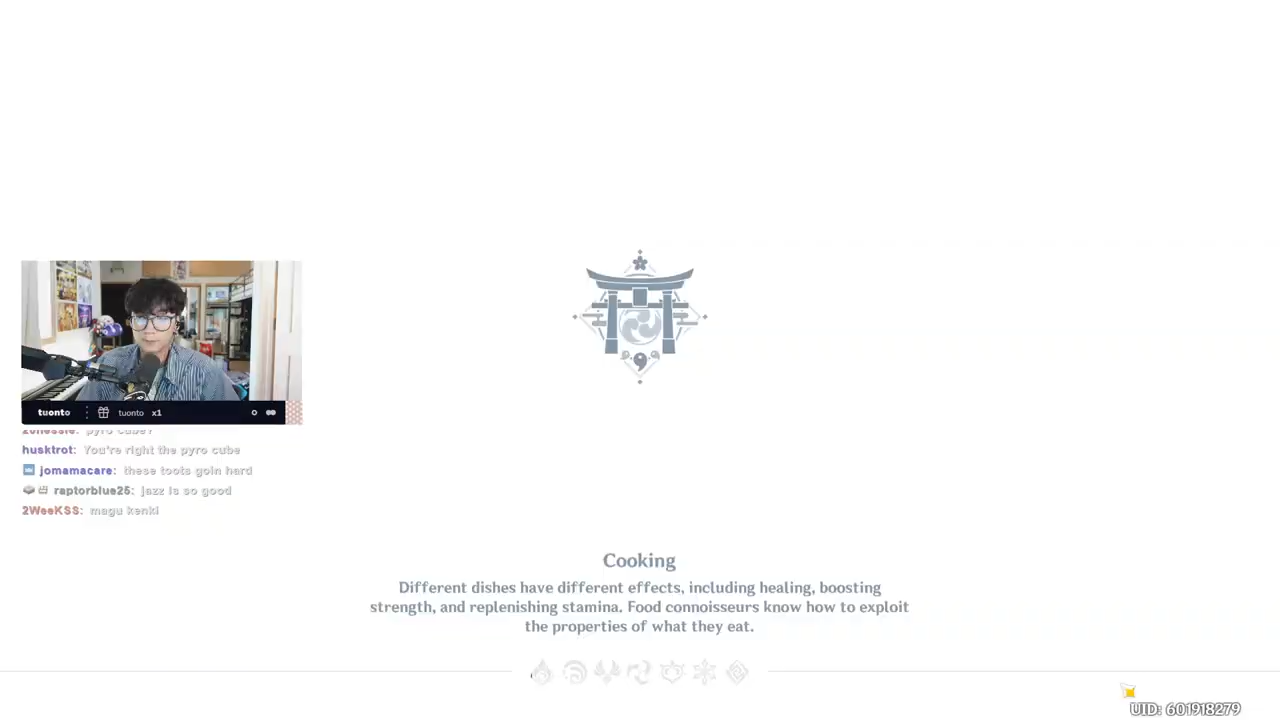 tuonto
tuonto x1
husktrot: You're right the pyro cube
jomamacare: these toots goin hard
raptorblue25: jazz is so good
2WeeKSS: magu kenki
Cooking
Different dishes have different effects, including healing, boosting
strength, and replenishing stamina. Food connoisseurs know how to exploit
the properties of what they eat.
UID: 601918279